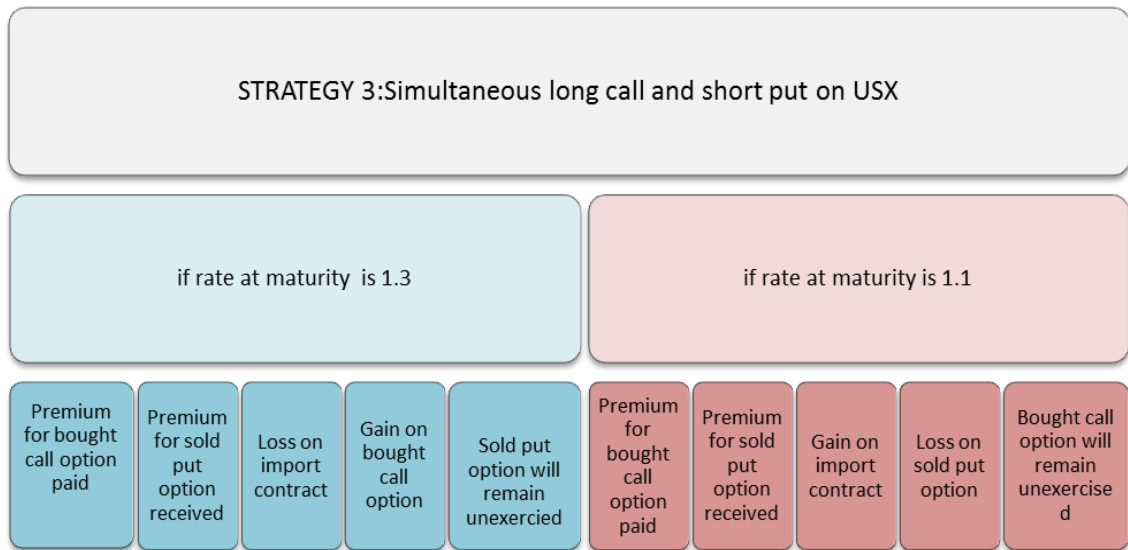 STRATEGY 3:Simultaneous long call and short put on USX
if rate at maturity  is 1.3
if rate at maturity is 1.1
Premium
for bought
call option
paid
Premium
for sold
put
option
received
Loss on
import
contract
Gain on
bought
call
option
Sold put
option will
remain
unexercied
Premium
for
bought
call
option
paid
Premium
for sold
put
option
received
Gain on
import
contract
Loss on
sold put
option
Bought call
option will
remain
unexercise
d